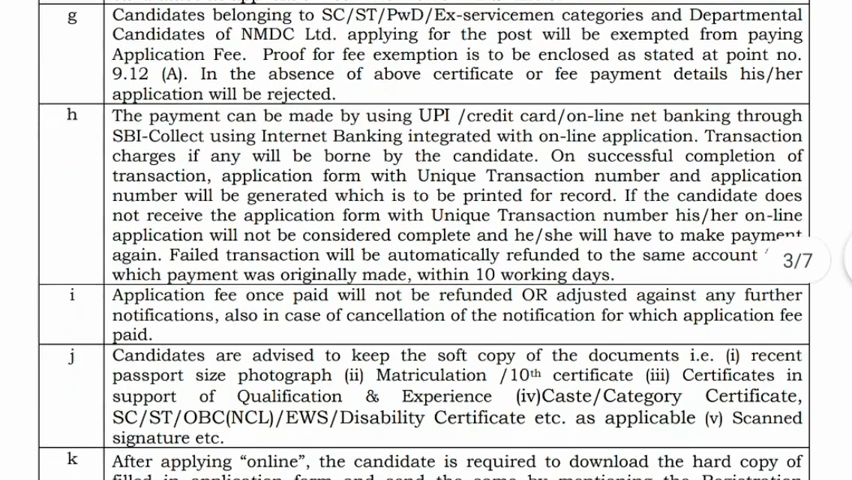 g Candidates belonging to SC/ST/PwD/Ex-servicemen categories and Departmental
Candidates of NMDC Ltd. applying for the post will be exempted from paying
Application Fee. Proof for fee exemption is to be enclosed as stated at point no.
9.12 (A). In the absence of above certificate or fee payment details his/her
application will be rejected.
h The payment can be made by using UPI /credit card/on-line net banking through
SBI-Collect using Internet Banking integrated with on-line application. Transaction
charges if any will be borne by the candidate. On successful completion of
transaction, application form with Unique Transaction number and application
number will be generated which is to be printed for record. If the candidate does
not receive the application form with Unique Transaction number his/her on-line
application will not be considered complete and he/she will have to make payment
again. Failed transaction will be automatically refunded to the same account
3/7
which payment was originally made, within 10 working days.
i Application fee once paid will not be refunded OR adjusted against any further
notifications, also in case of cancellation of the notification for which application fee
paid.
j Candidates are advised to keep the soft copy of the documents i.e. (i) recent
passport size photograph (ii) Matriculation /10th certificate (iii) Certificates in
support of Qualification & Experience (iv)Caste/Category Certificate,
SC/ST/OBC(NCL)/EWS/Disability Certificate etc. as applicable (v) Scanned
signature etc.
k After applying “online”, the candidate is required to download the hard copy of